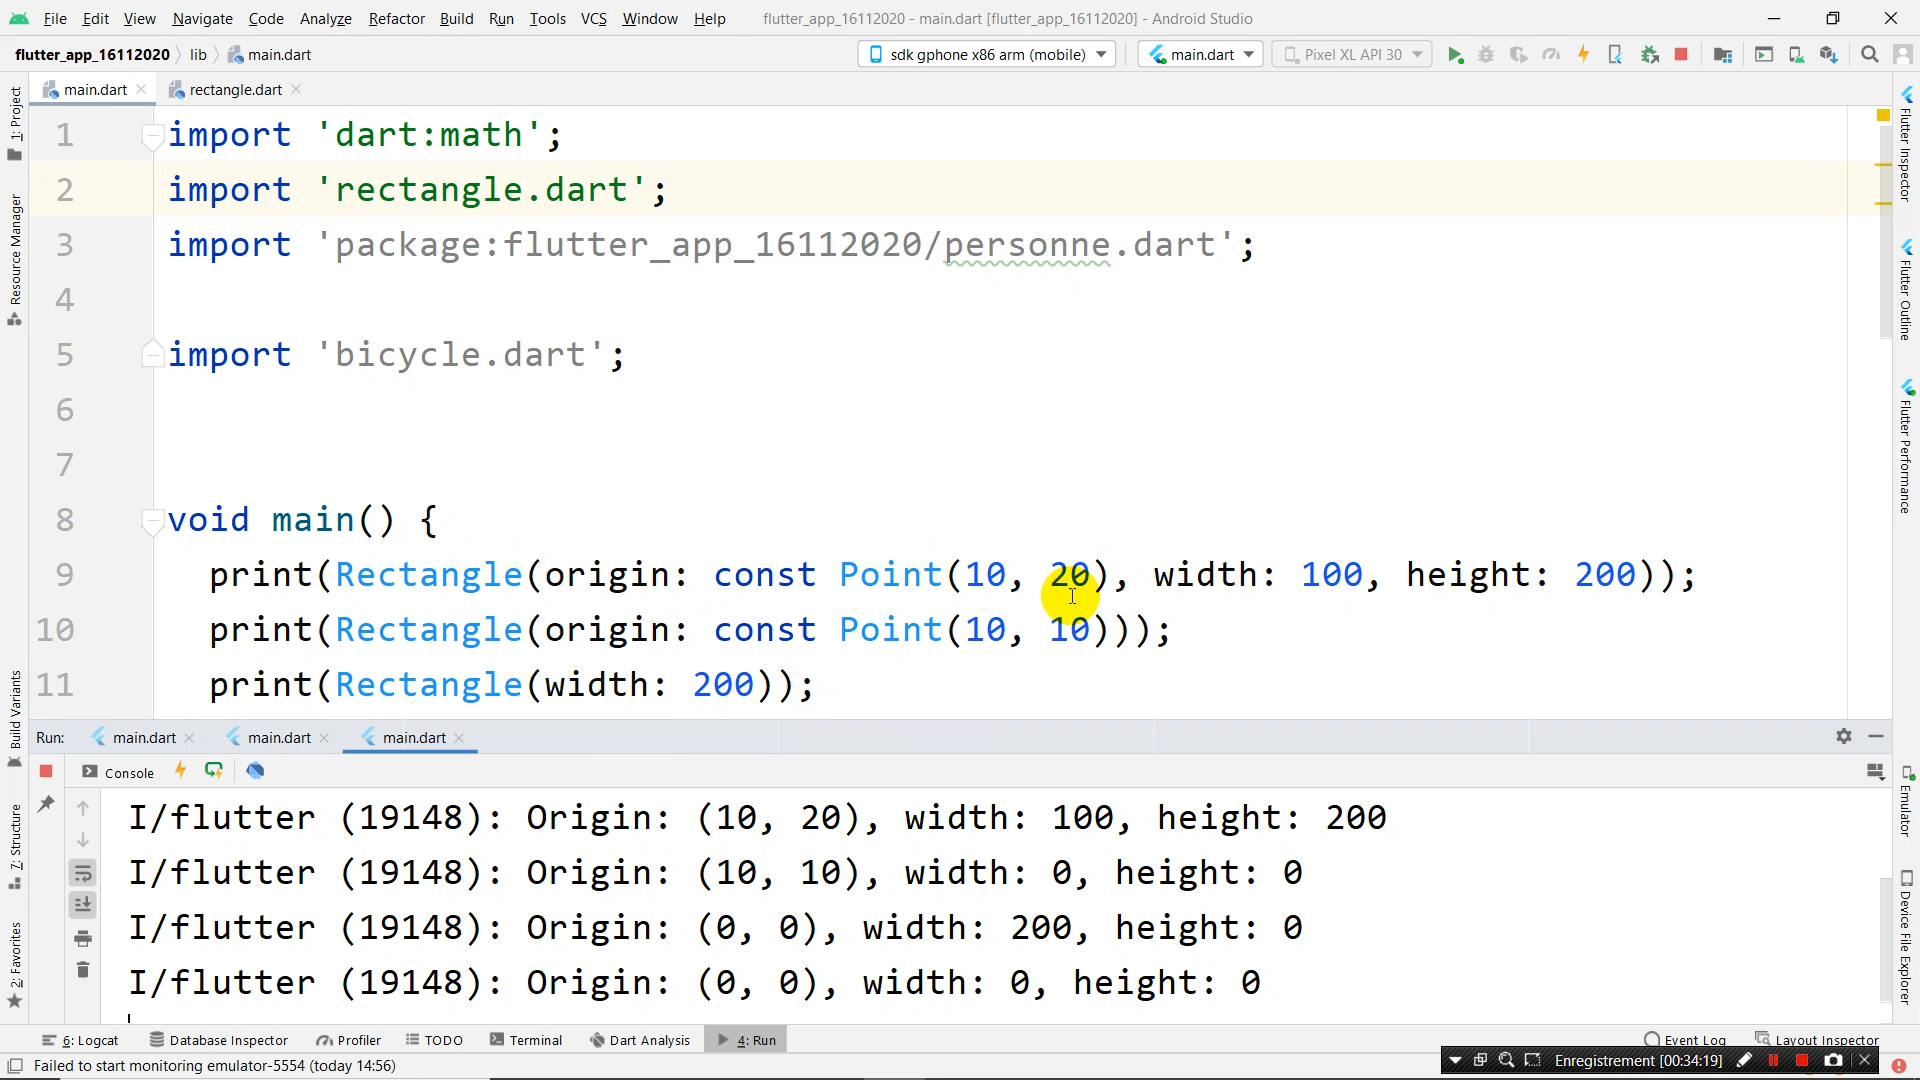 File Edit View Navigate Code Analyze Refactor Build Run Tools VCS Window Help flutter_app_16112020 - main.dart [flutter_app_16112020] - Android Studio
flutter_app_16112020 lib main.dart sdk gphone x86 arm (mobile) main.dart Pixel XL API 30
main.dart rectangle.dart
1: Project
Resource Manager
Build Variants
7: Structure
2: Favorites
1 import 'dart:math';
2 import 'rectangle.dart';
3 import 'package:flutter_app_16112020/personne.dart';
4
5 import 'bicycle.dart';
6
7
8 void main() {
9 print(Rectangle(origin: const Point(10, 20), width: 100, height: 200));
10 print(Rectangle(origin: const Point(10, 10)));
11 print(Rectangle(width: 200));
Flutter Inspector
Flutter Outline
Flutter Performance
Emulator
Device File Explorer
Run: main.dart main.dart main.dart
Console
I/flutter (19148): Origin: (10, 20), width: 100, height: 200
I/flutter (19148): Origin: (10, 10), width: 0, height: 0
I/flutter (19148): Origin: (0, 0), width: 200, height: 0
I/flutter (19148): Origin: (0, 0), width: 0, height: 0
6: Logcat Database Inspector Profiler TODO Terminal Dart Analysis 4: Run Event Log Layout Inspector
Failed to start monitoring emulator-5554 (today 14:56) Enregistrement [00:34:19]